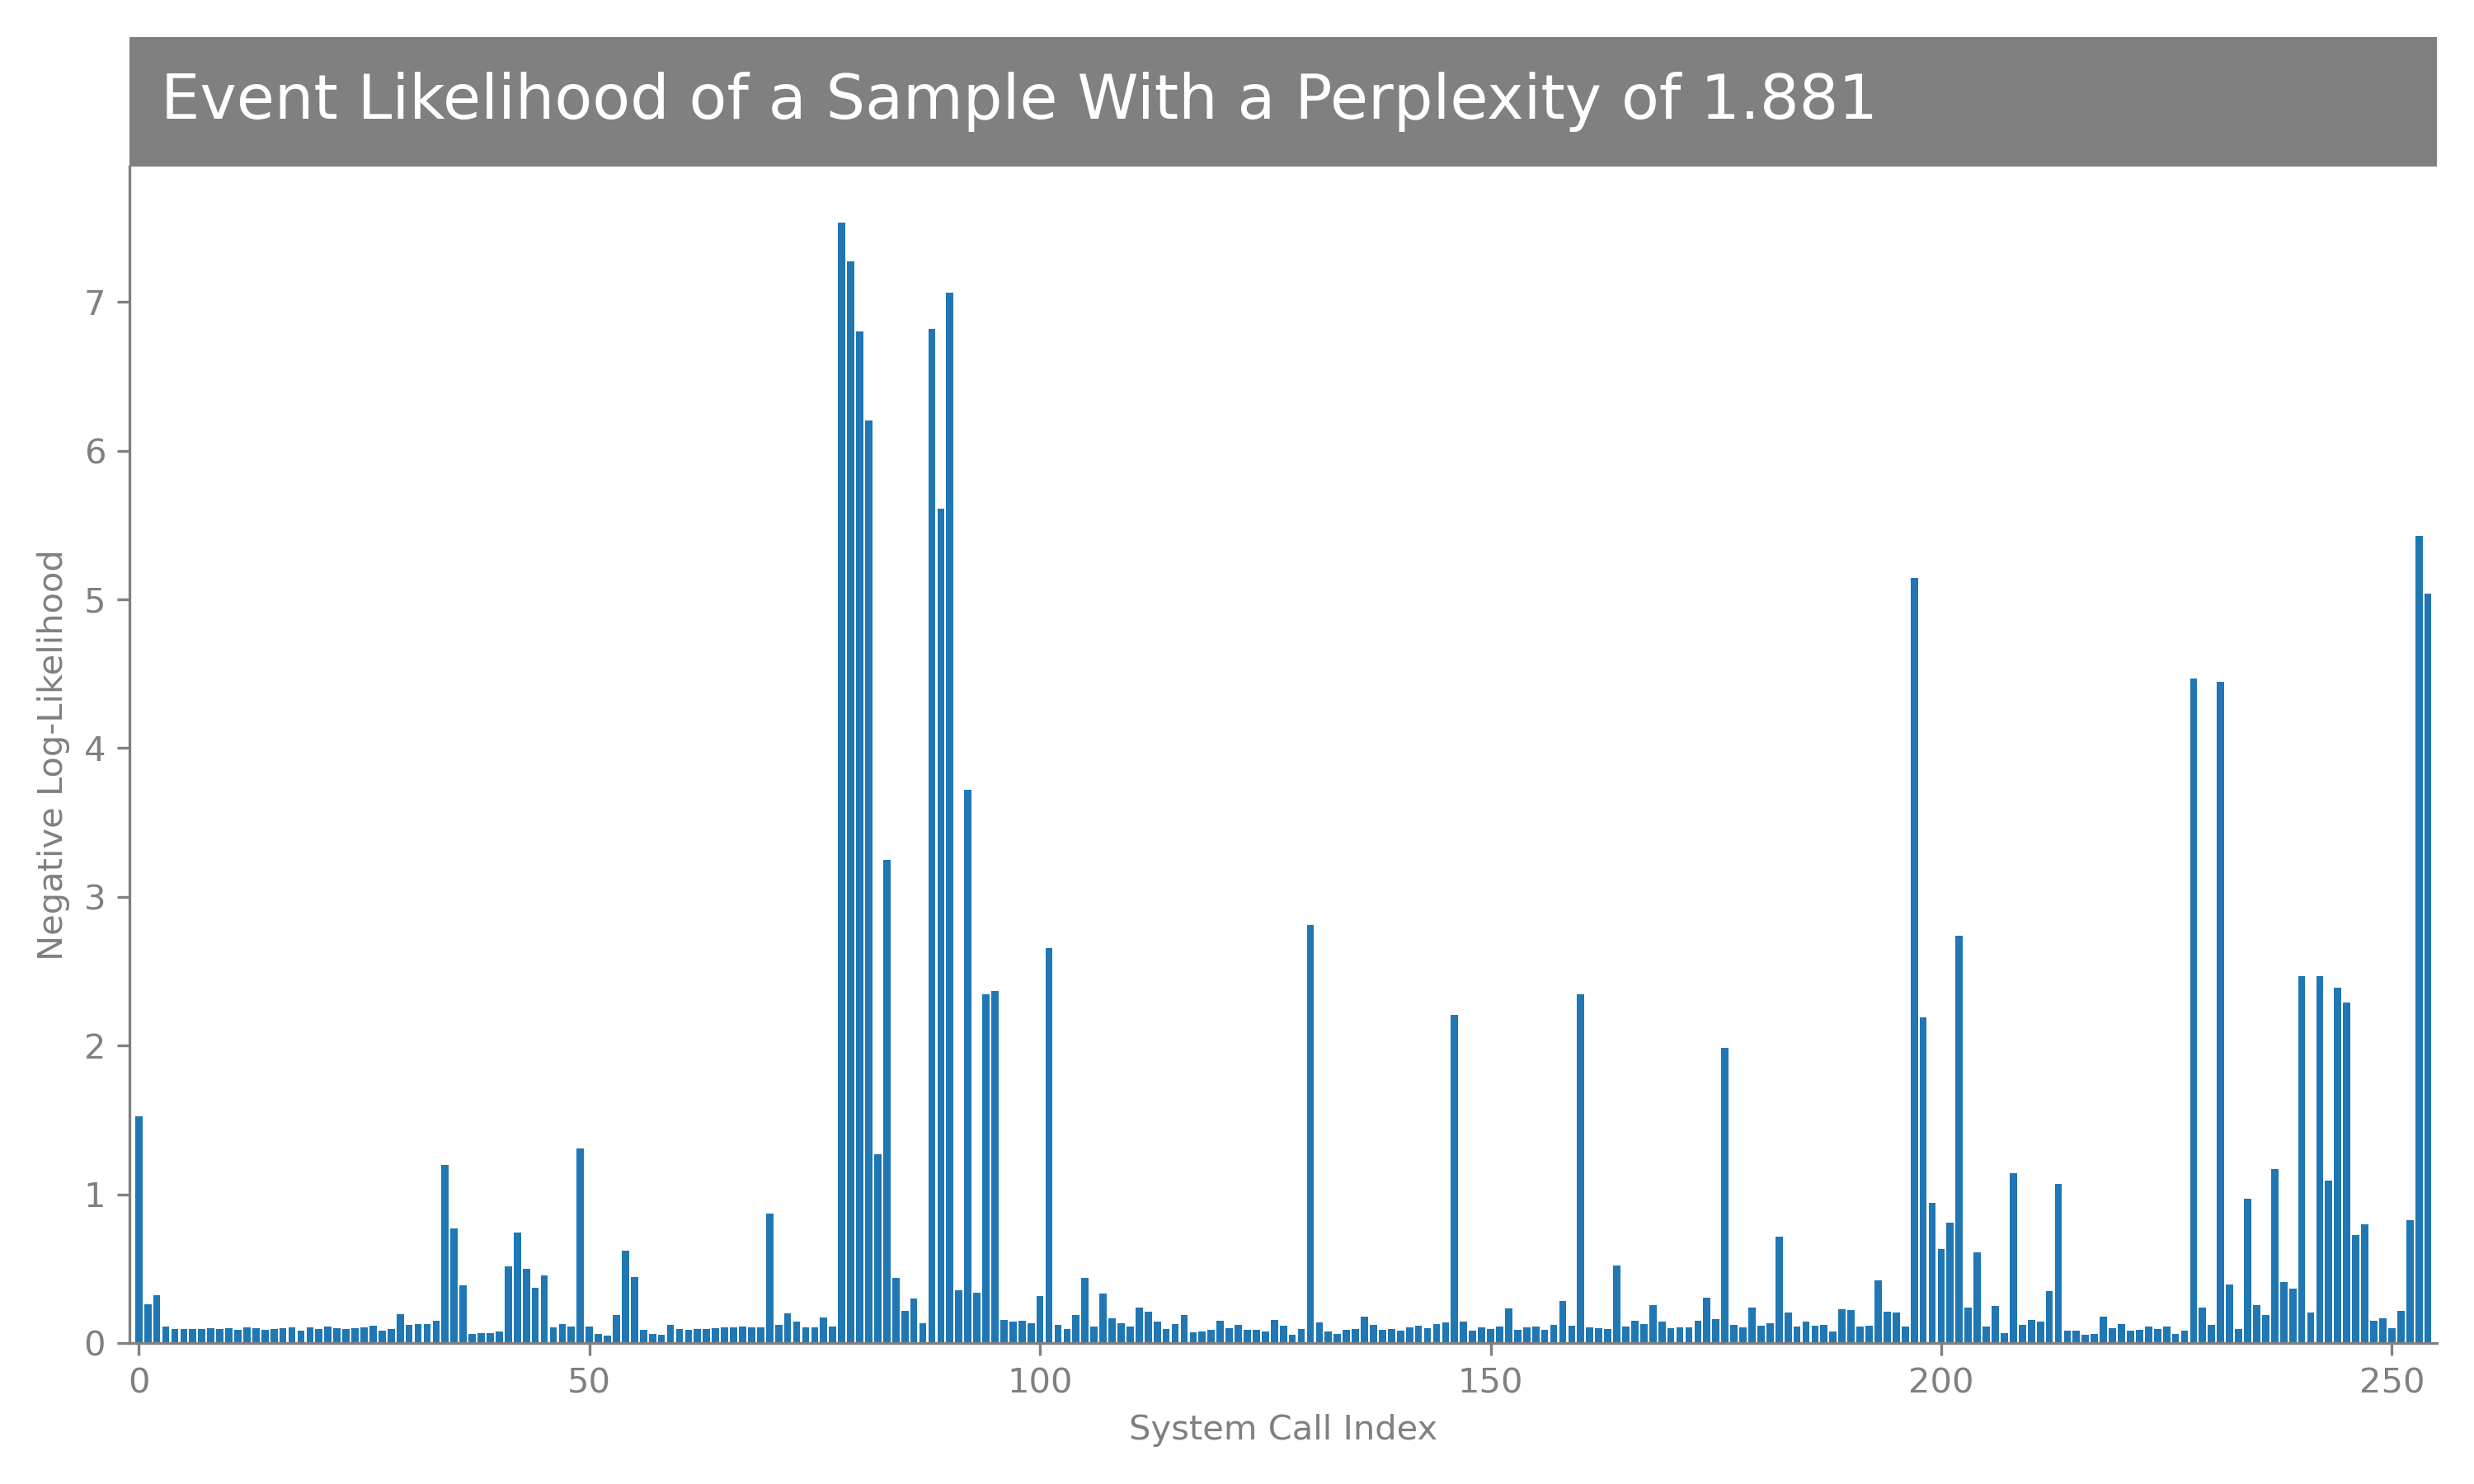 Event Likelihood of a Sample With a Perplexity of 1.881
Negative Log-Likelihood
7
6
5
4
3
2
1
0
0 50 100 150 200 250
System Call Index